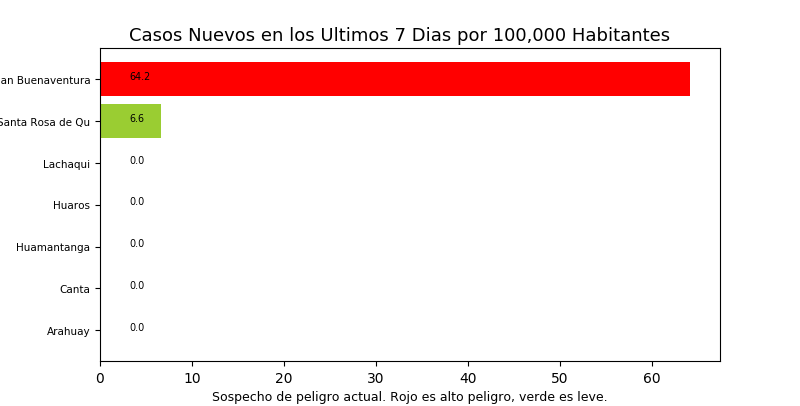 Casos Nuevos en los Ultimos 7 Dias por 100,000 Habitantes
an Buenaventura 64.2
Santa Rosa de Qu 6.6
Lachaqui 0.0
Huaros 0.0
Huamantanga 0.0
Canta 0.0
Arahuay 0.0
0 10 20 30 40 50 60
Sospecho de peligro actual. Rojo es alto peligro, verde es leve.